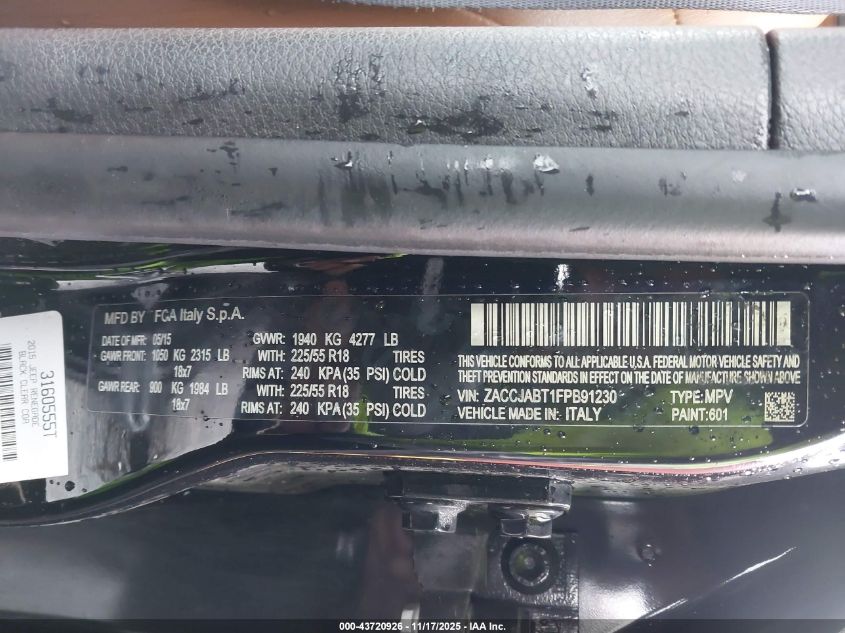 MFD BY FCA Italy S.p.A.
DATE OF MFR: 05/15 GVWR: 1940 KG 4277 LB
GAWR FRONT: 1050 KG 2315 LB WITH: 225/55 R18 TIRES
18x7 RIMS AT: 240 KPA(35 PSI) COLD
GAWR REAR: 900 KG 1984 LB WITH: 225/55 R18 TIRES
18x7 RIMS AT: 240 KPA(35 PSI) COLD
THIS VEHICLE CONFORMS TO ALL APPLICABLE U.S.A. FEDERAL MOTOR VEHICLE SAFETY AND
THEFT PREVENTION STANDARDS IN EFFECT ON THE DATE OF MANUFACTURE SHOWN ABOVE
VIN: ZACCJABT1FPB91230 TYPE: MPV
VEHICLE MADE IN: ITALY PAINT: 601
31605557
2015 JEEP RENEGADE
BLACK CLEAR COA
000-43720926 - 11/17/2025 - IAA Inc.